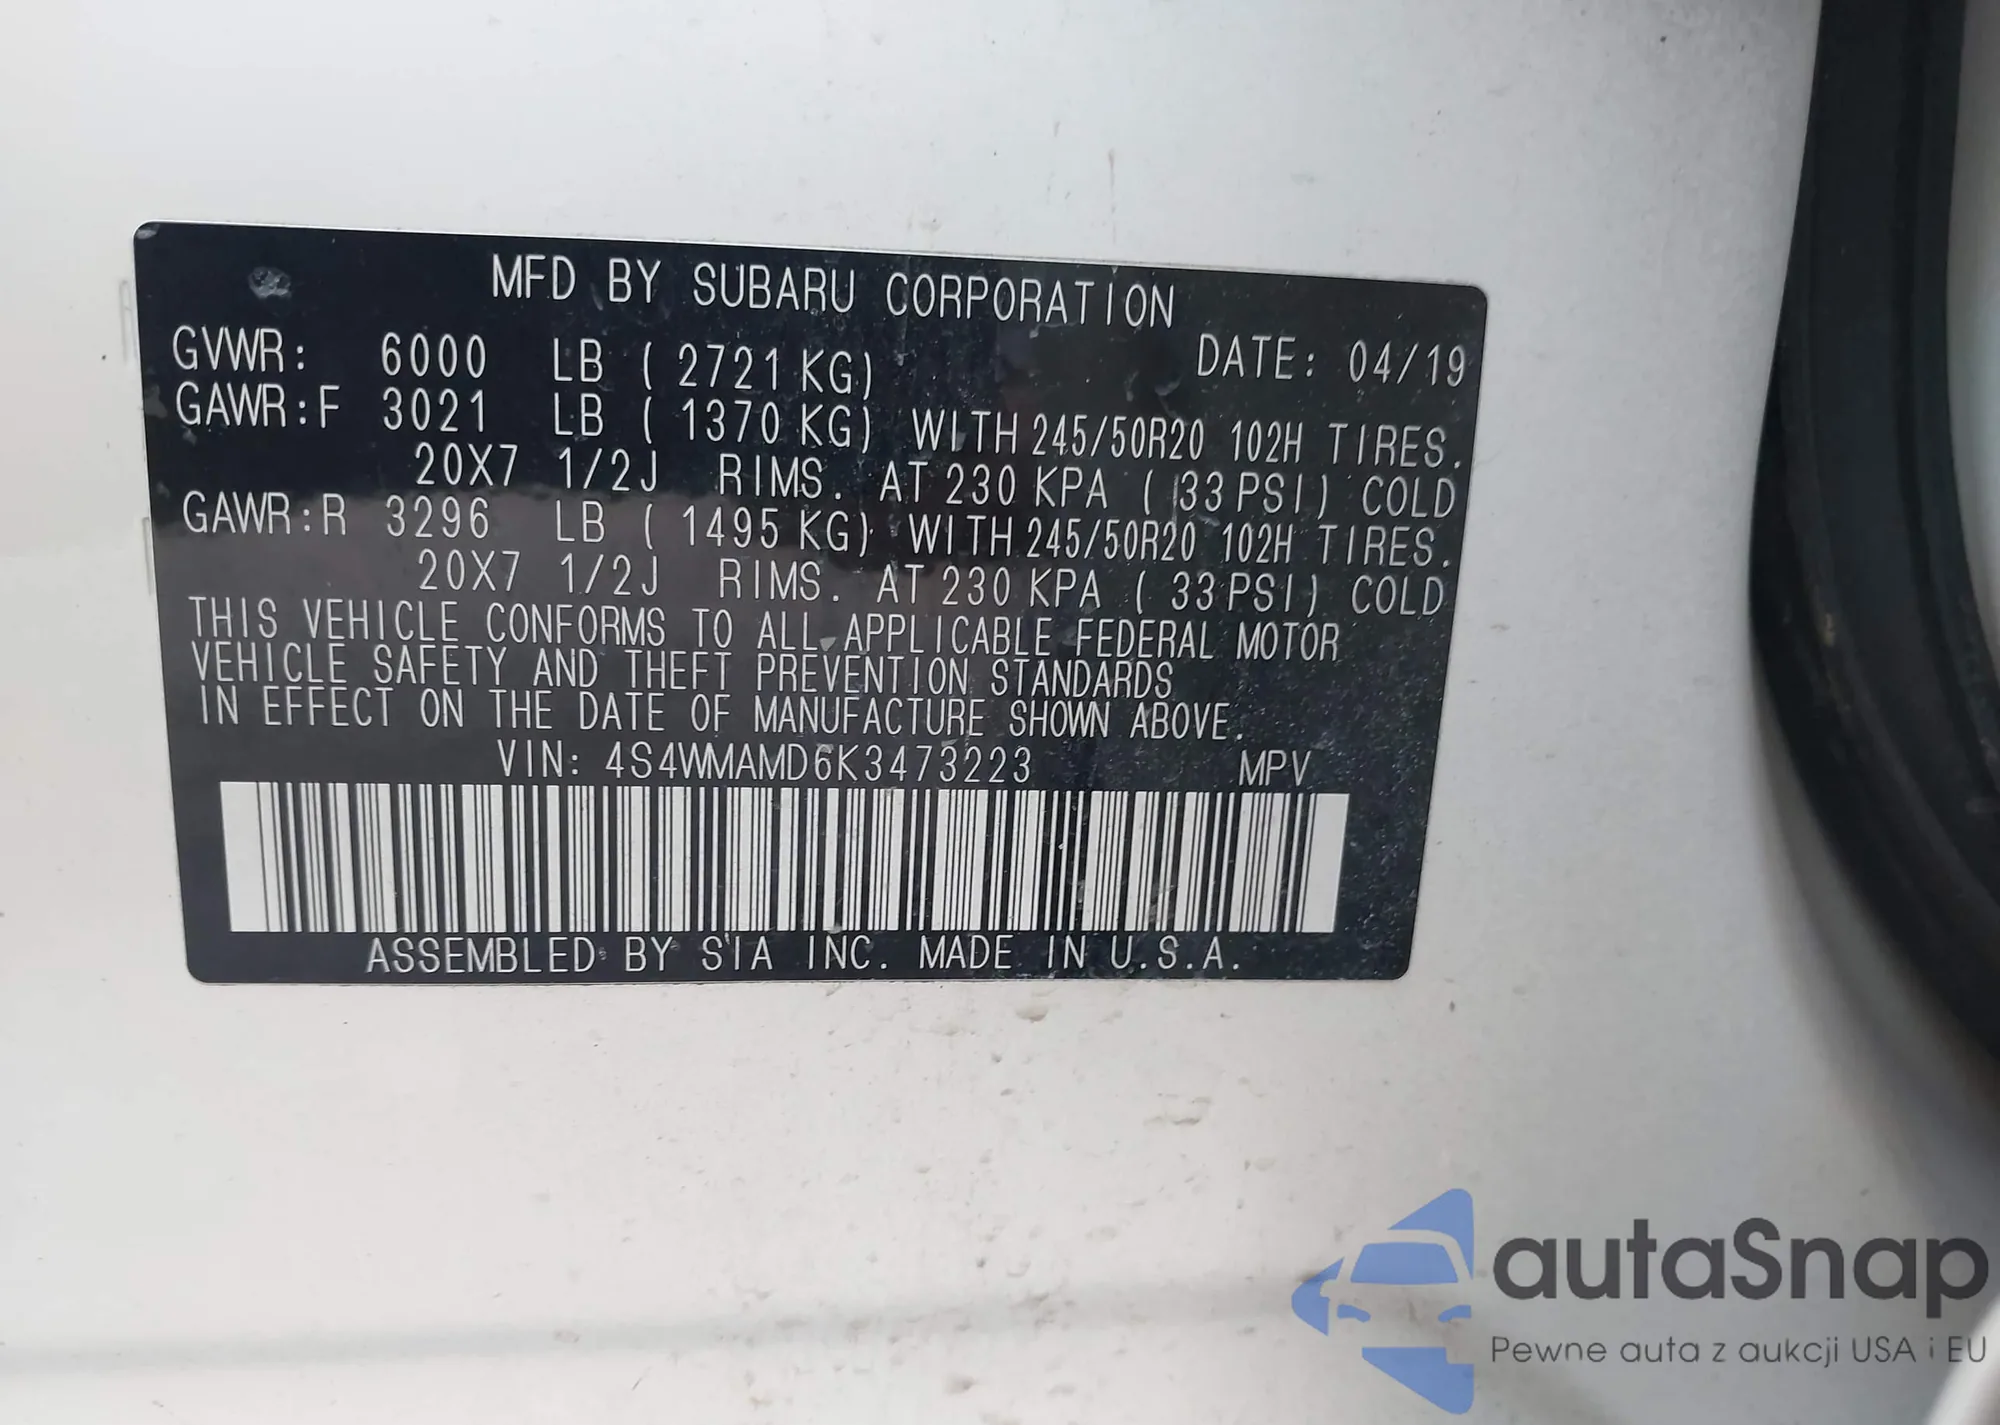 MFD BY SUBARU CORPORATION
GVWR: 6000 LB ( 2721 KG) DATE: 04/19
GAWR:F 3021 LB ( 1370 KG) WITH 245/50R20 102H TIRES.
20X7 1/2J RIMS. AT 230 KPA ( 33 PSI) COLD
GAWR:R 3296 LB ( 1495 KG) WITH 245/50R20 102H TIRES.
20X7 1/2J RIMS. AT 230 KPA ( 33 PSI) COLD
THIS VEHICLE CONFORMS TO ALL APPLICABLE FEDERAL MOTOR
VEHICLE SAFETY AND THEFT PREVENTION STANDARDS
IN EFFECT ON THE DATE OF MANUFACTURE SHOWN ABOVE.
VIN: 4S4WMAMD6K3473223 MPV
ASSEMBLED BY SIA INC. MADE IN U.S.A.
autaSnap
Pewne auta z aukcji USA i EU